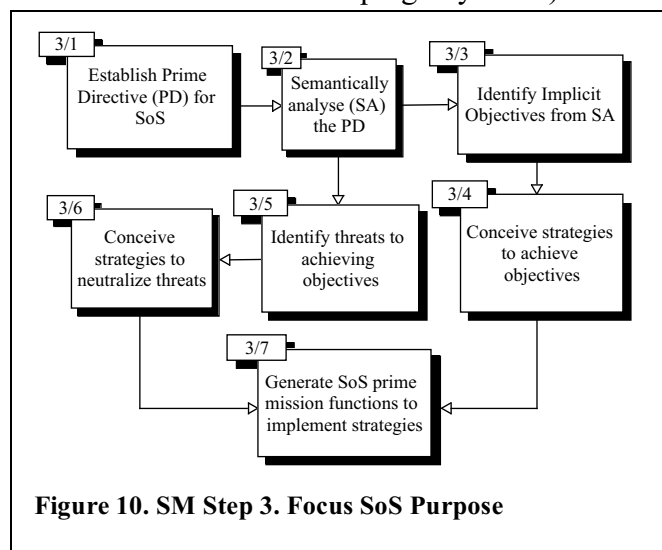 3/1
Establish Prime
Directive (PD) for
SoS
3/2
Semantically
analyse (SA)
the PD
3/3
Identify Implicit
Objectives from SA
3/4
Conceive strategies
to achieve
objectives
3/5
Identify threats to
achieving
objectives
3/6
Conceive
strategies to
neutralize threats
3/7
Generate SoS prime
mission functions to
implement strategies
Figure 10. SM Step 3. Focus SoS Purpose